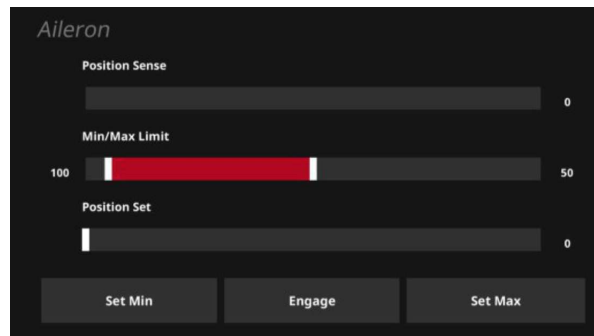 Aileron
Position Sense
0
Min/Max Limit
100 50
Position Set
0
Set Min Engage Set Max